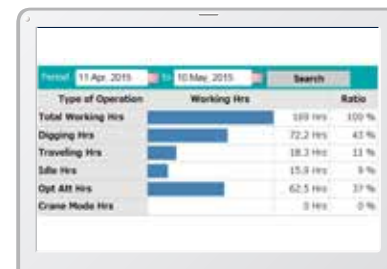 Period 11 Apr, 2015 to 10 May, 2015 Search
Type of Operation Working Hrs Ratio
Total Working Hrs 169 Hrs 100 %
Digging Hrs 72.2 Hrs 43 %
Traveling Hrs 18.3 Hrs 11 %
Idle Hrs 15.9 Hrs 9 %
Opt Att Hrs 62.5 Hrs 37 %
Crane Mode Hrs 0 Hrs 0 %